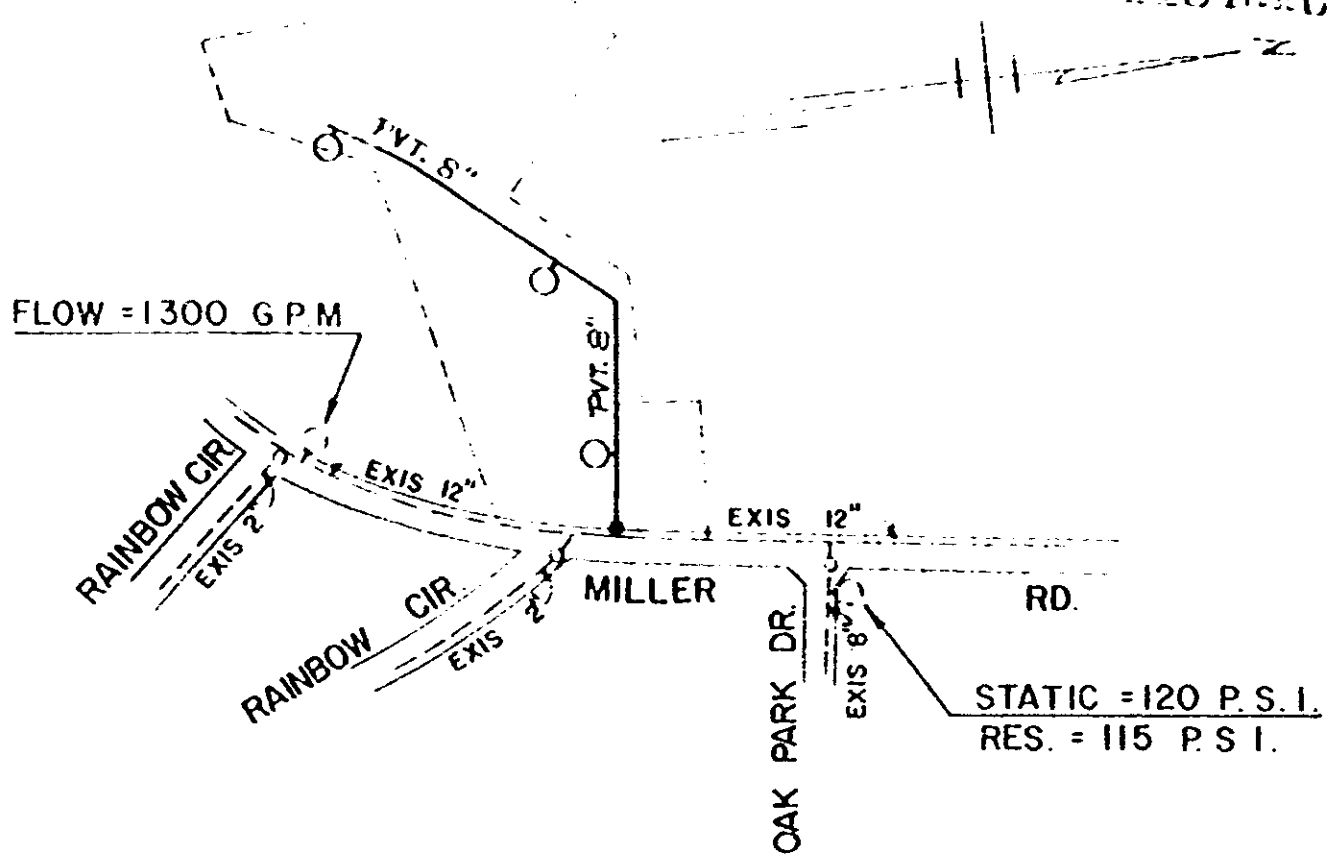 N
PVT. 8"
FLOW = 1300 G P.M
PVT. 8"
RAINBOW CIR.
EXIS 2"
EXIS 12"
EXIS 12"
RAINBOW CIR.
EXIS 2"
MILLER RD.
OAK PARK DR.
EXIS 8"
STATIC = 120 P. S. I.
RES. = 115 P. S I.